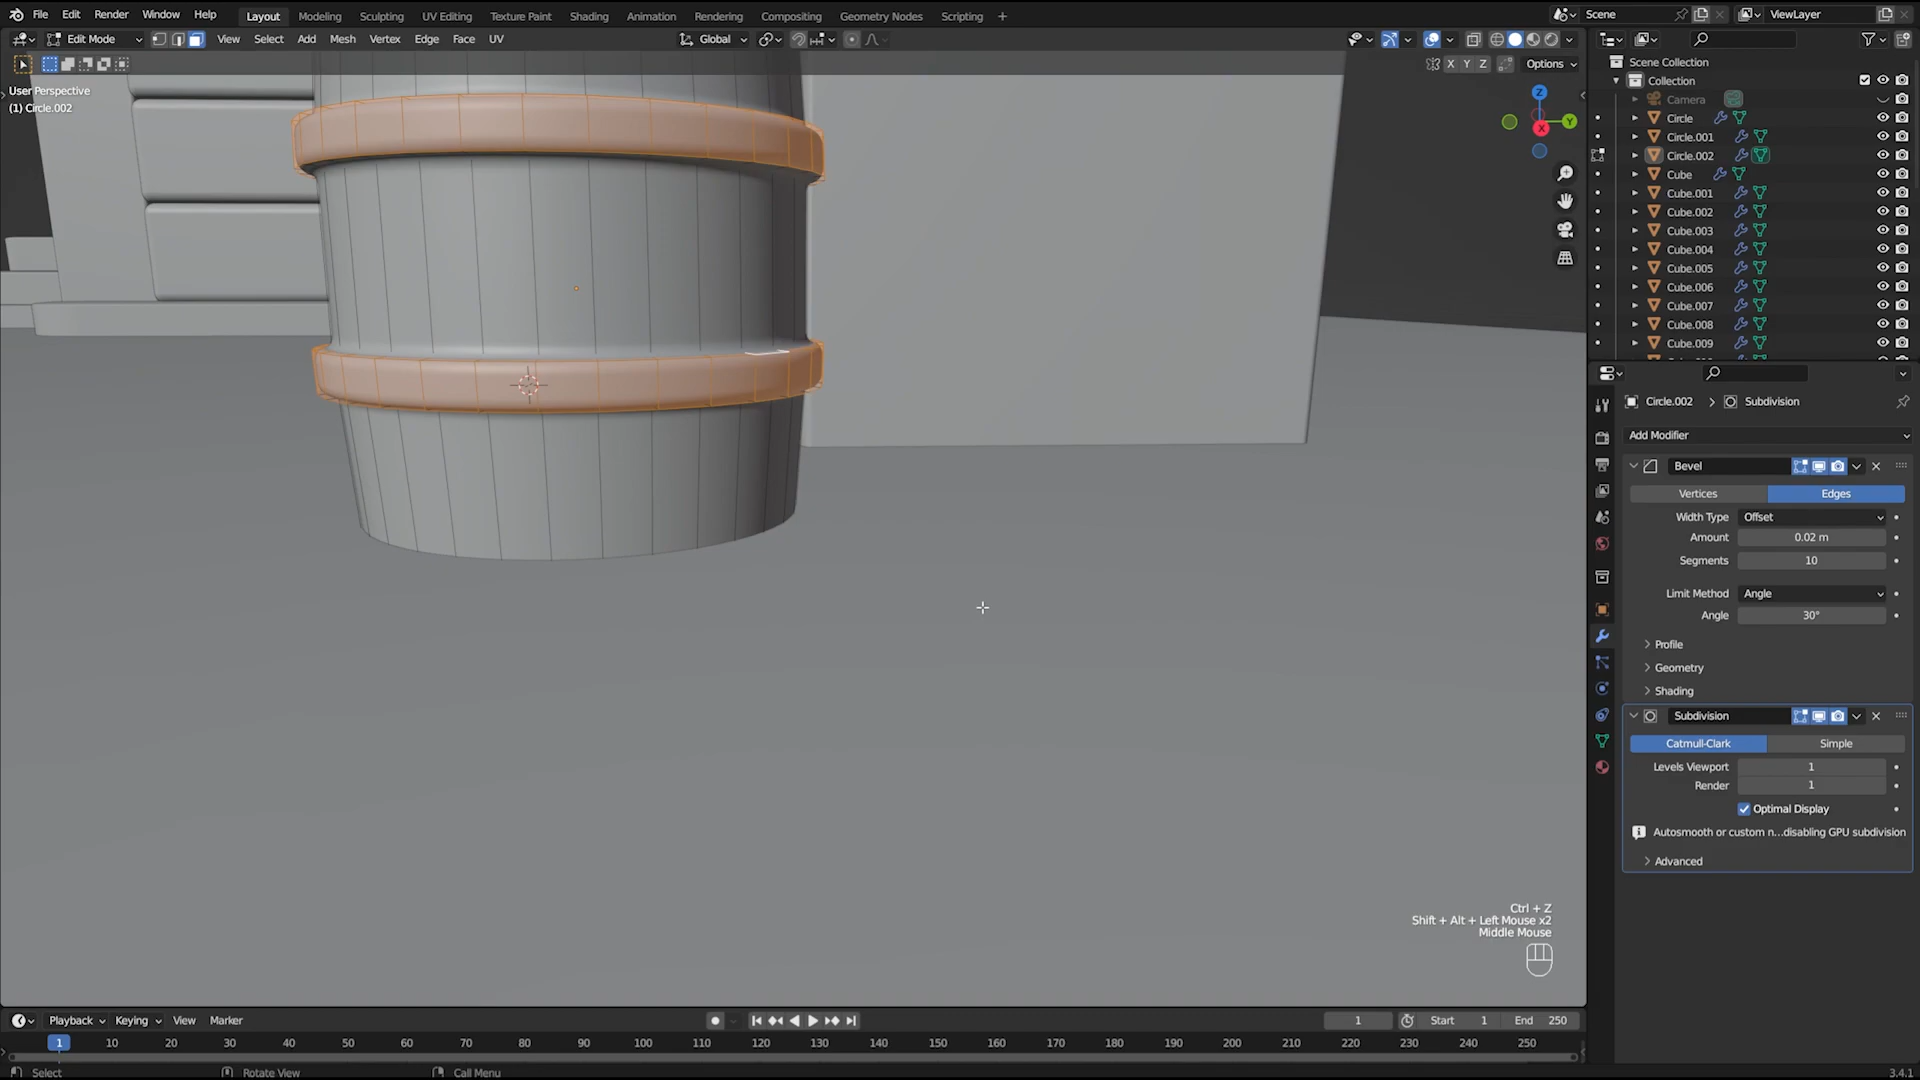 File Edit Render Window Help Layout Modeling Sculpting UV Editing Texture Paint Shading Animation Rendering Compositing Geometry Nodes Scripting + Scene ViewLayer
Edit Mode View Select Add Mesh Vertex Edge Face UV Global
X Y Z Options
User Perspective
(1) Circle.002
Z
Y
X
Scene Collection
Collection
Camera
Circle
Circle.001
Circle.002
Cube
Cube.001
Cube.002
Cube.003
Cube.004
Cube.005
Cube.006
Cube.007
Cube.008
Cube.009
Circle.002 > Subdivision
Add Modifier
Bevel
Vertices Edges
Width Type Offset
Amount 0.02 m
Segments 10
Limit Method Angle
Angle 30°
Profile
Geometry
Shading
Subdivision
Catmull-Clark Simple
Levels Viewport 1
Render 1
Optimal Display
Autosmooth or custom n...disabling GPU subdivision
Advanced
Ctrl + Z
Shift + Alt + Left Mouse x2
Middle Mouse
Playback Keying View Marker 1 Start 1 End 250
1 10 20 30 40 50 60 70 80 90 100 110 120 130 140 150 160 170 180 190 200 210 220 230 240 250
Select Rotate View Call Menu 3.4.1